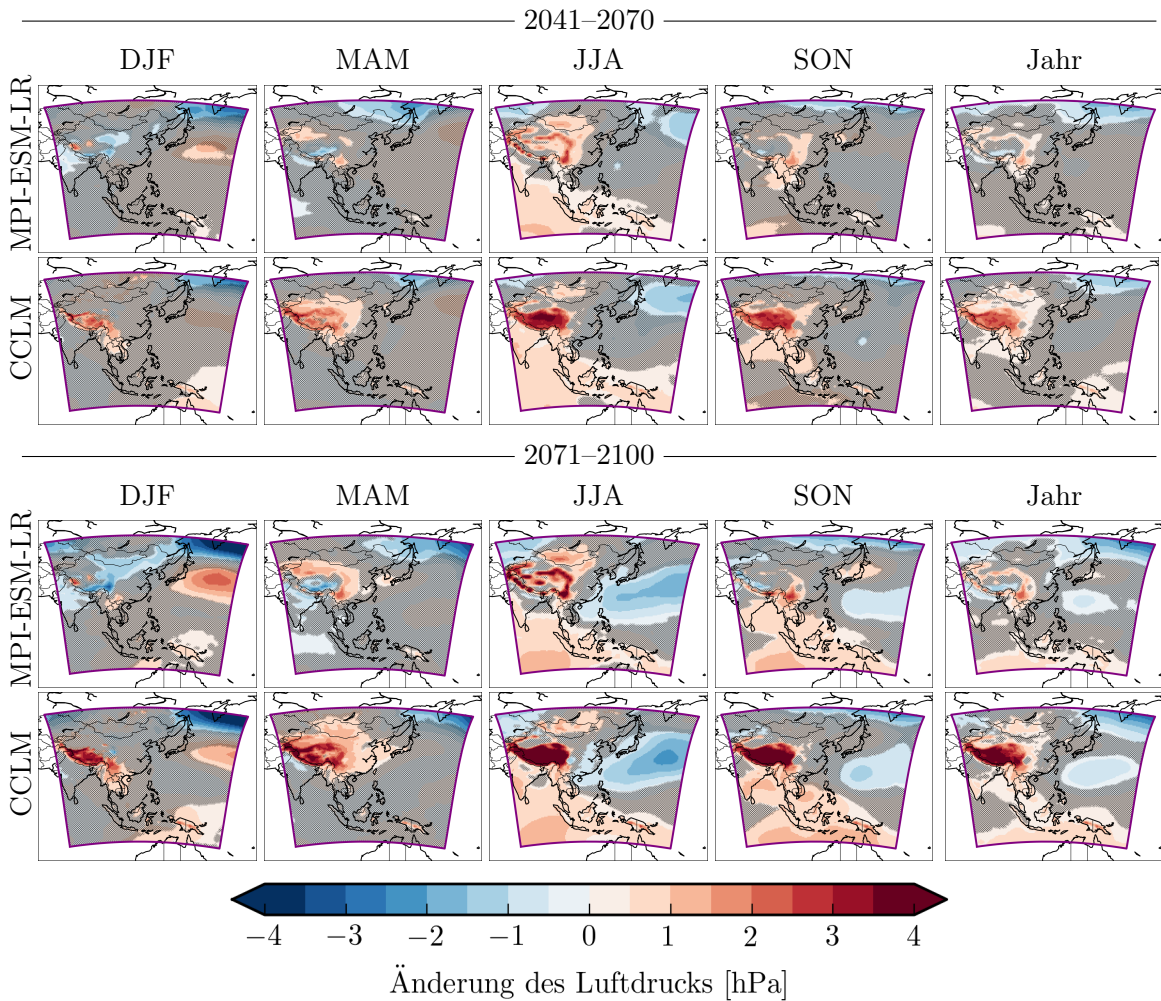 2041–2070
DJF MAM JJA SON Jahr
MPI-ESM-LR
CCLM
2071–2100
DJF MAM JJA SON Jahr
MPI-ESM-LR
CCLM
−4 −3 −2 −1 0 1 2 3 4
Änderung des Luftdrucks [hPa]